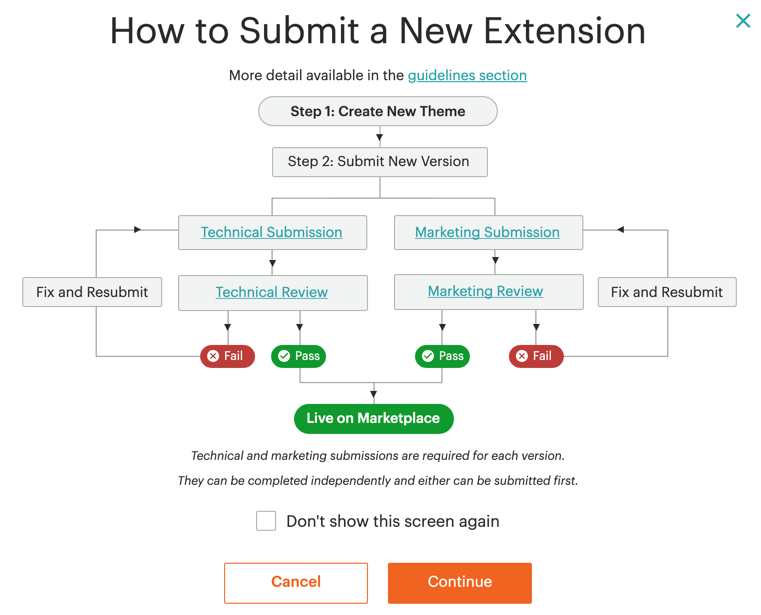 How to Submit a New Extension
More detail available in the guidelines section
Step 1: Create New Theme
Step 2: Submit New Version
Technical Submission
Marketing Submission
Fix and Resubmit
Technical Review
Marketing Review
Fix and Resubmit
Fail
Pass
Pass
Fail
Live on Marketplace
Technical and marketing submissions are required for each version.
They can be completed independently and either can be submitted first.
Don't show this screen again
Cancel
Continue